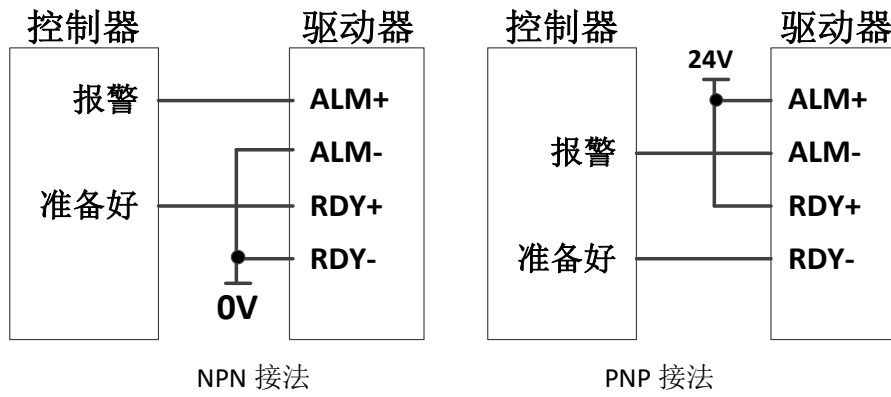 控制器 驱动器
报警 ALM+
ALM-
准备好 RDY+
RDY-
0V
NPN 接法
控制器 驱动器
24V
ALM+
报警 ALM-
RDY+
准备好 RDY-
PNP 接法